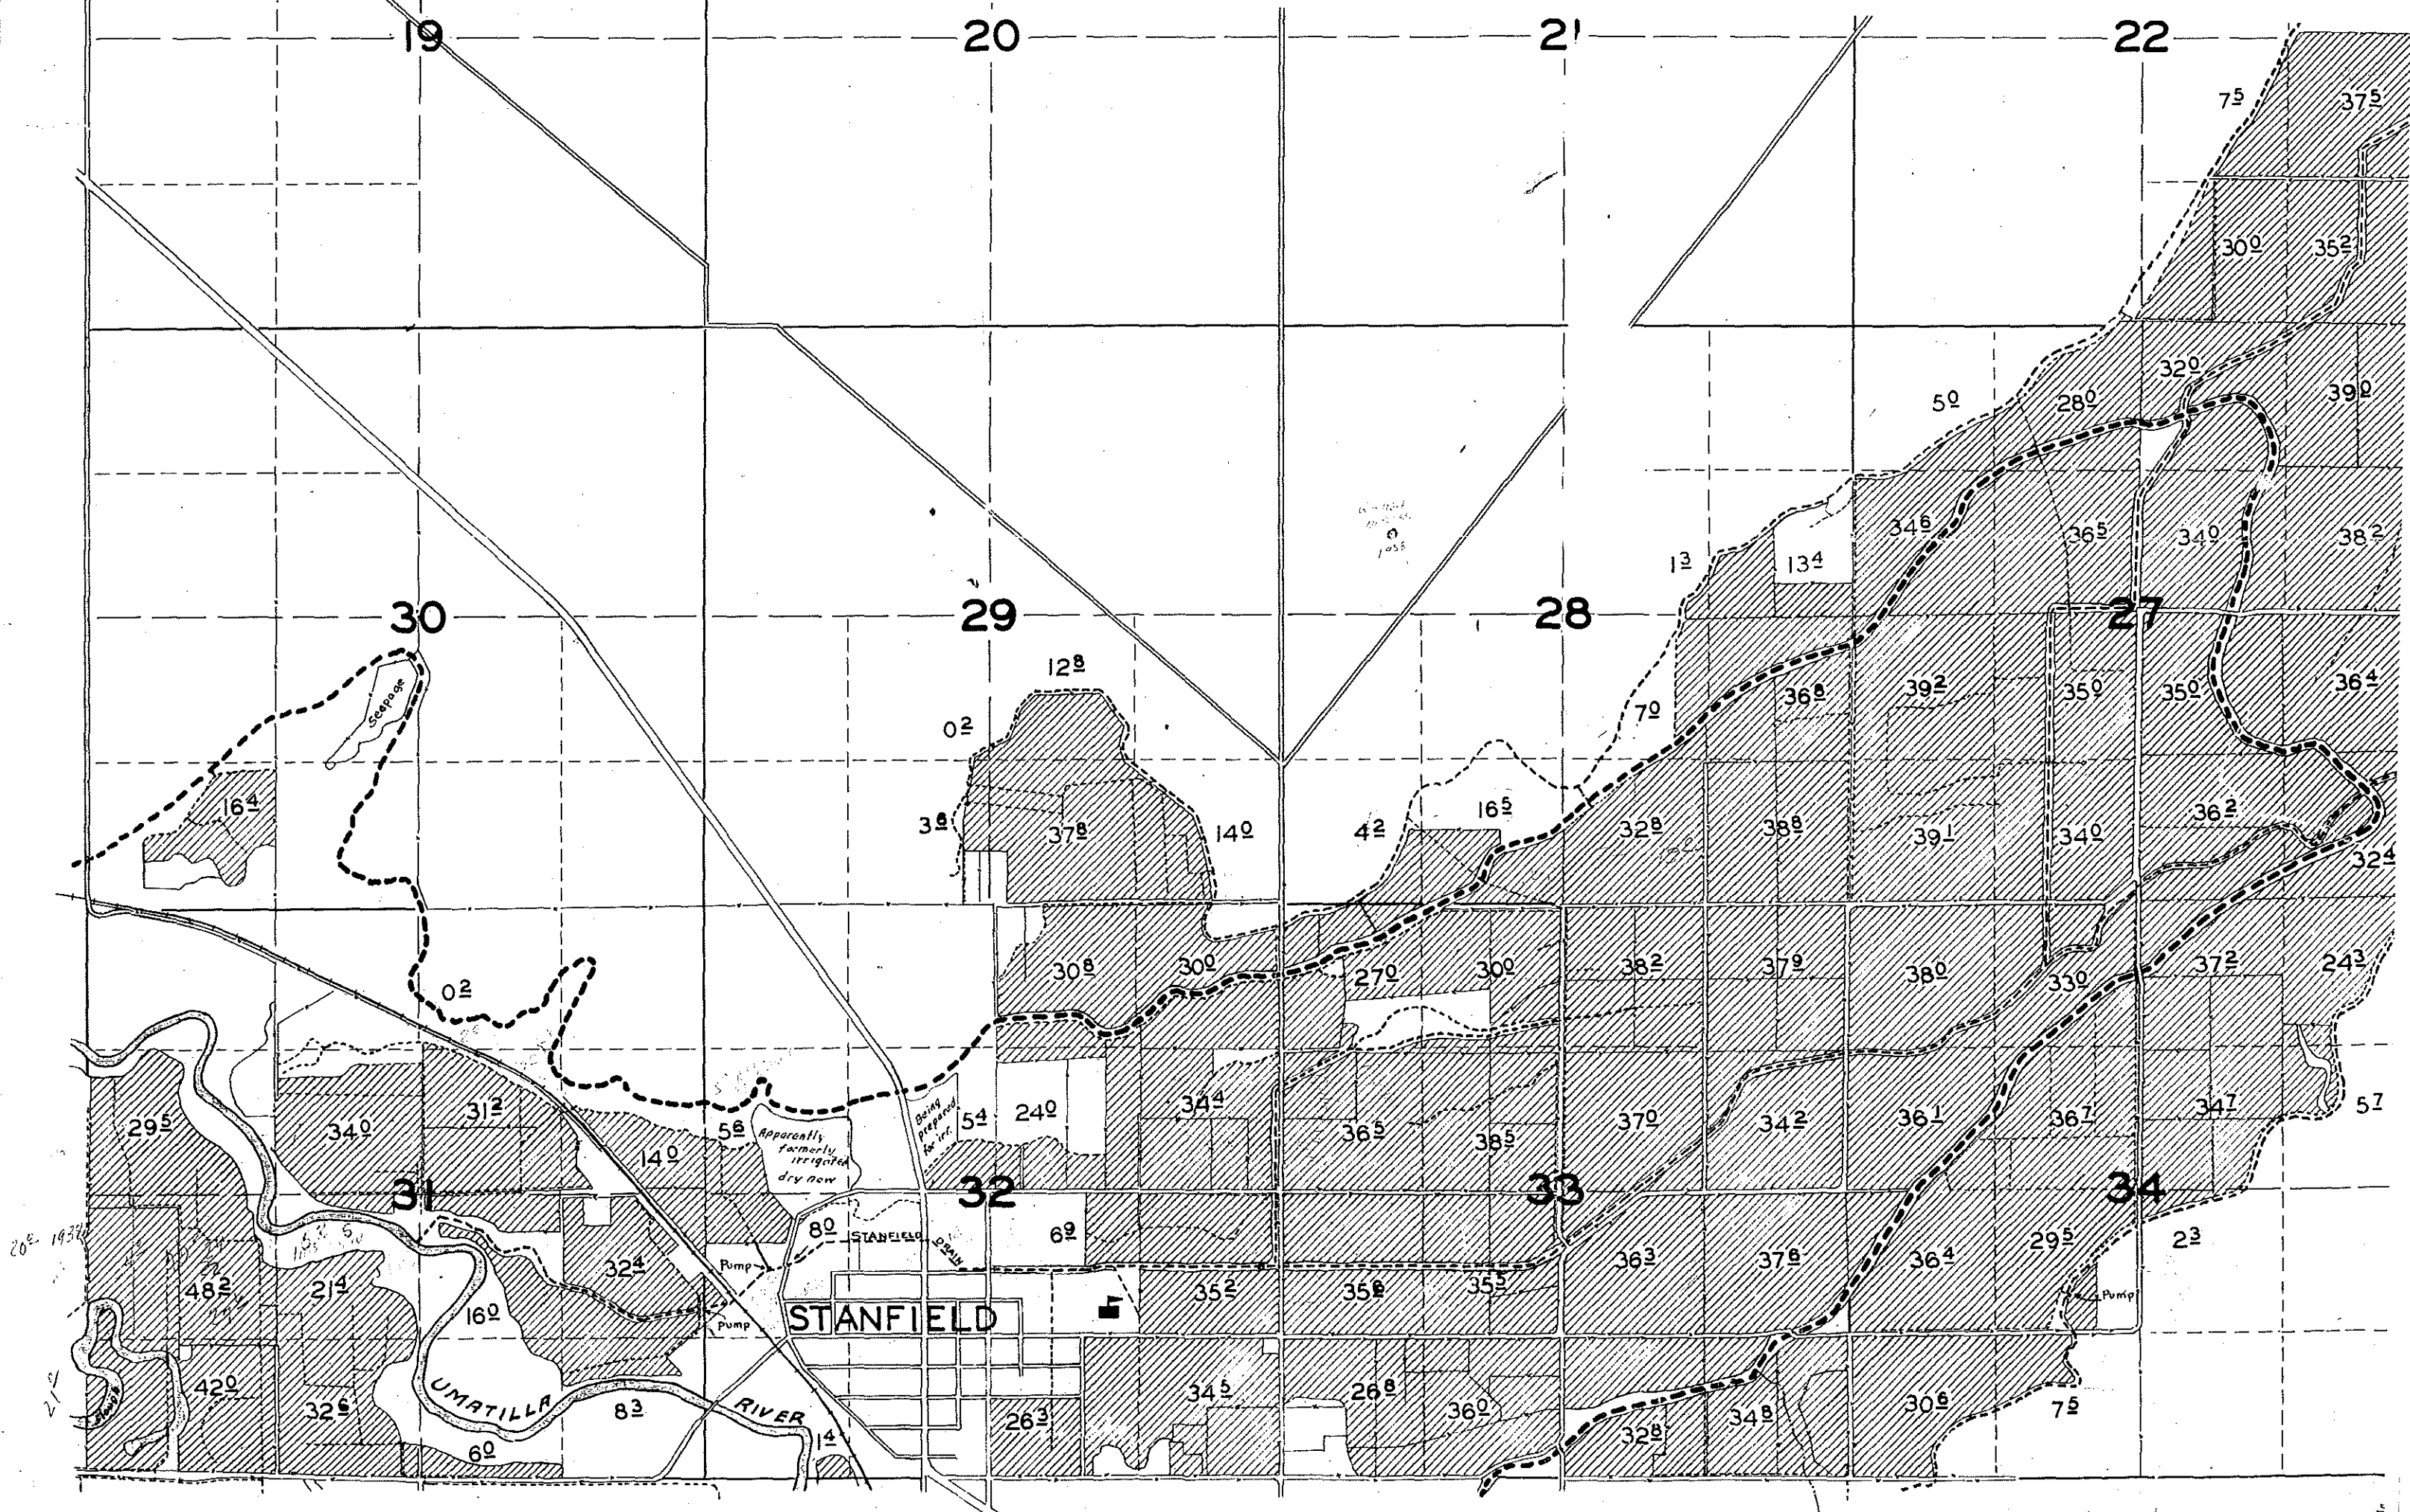 19 20 21 22
7 5 37 5
30 0 35 2
32 0
5 0 28 0 39 0
34 6 36 5 34 0 38 2
1 3 13 4
30 29 28 27
12 8
Seapage
0 2 7 0 36 8 39 2 35 0 35 0 36 4
16 4 3 8 37 8 14 0 4 2 16 5 32 8 38 8 39 1 34 0 36 2
32 4
0 2 30 8 30 0 27 0 30 0 38 2 37 9 38 0 33 0 37 2 24 3
29 5 34 0 31 2 14 0 5 6
Apparently
formerly
irrigated
dry now
Being
prepared
for irr.
5 4 24 0 34 4 36 5 38 5 37 0 34 2 36 1 36 7 34 7 5 7
31 32 33 34
20 1938
8 0 STANFIELD DRAIN 6 9
48 2 21 4 16 0 32 4
Pump
35 2 35 6 35 5 36 3 37 6 36 4 29 5 2 3
Pump
Pump
STANFIELD
Slough
42 0 32 6
UMATILLA RIVER
6 0 8 3 1 4
26 3 34 5 26 8 36 0 32 8 34 8 30 6 7 5